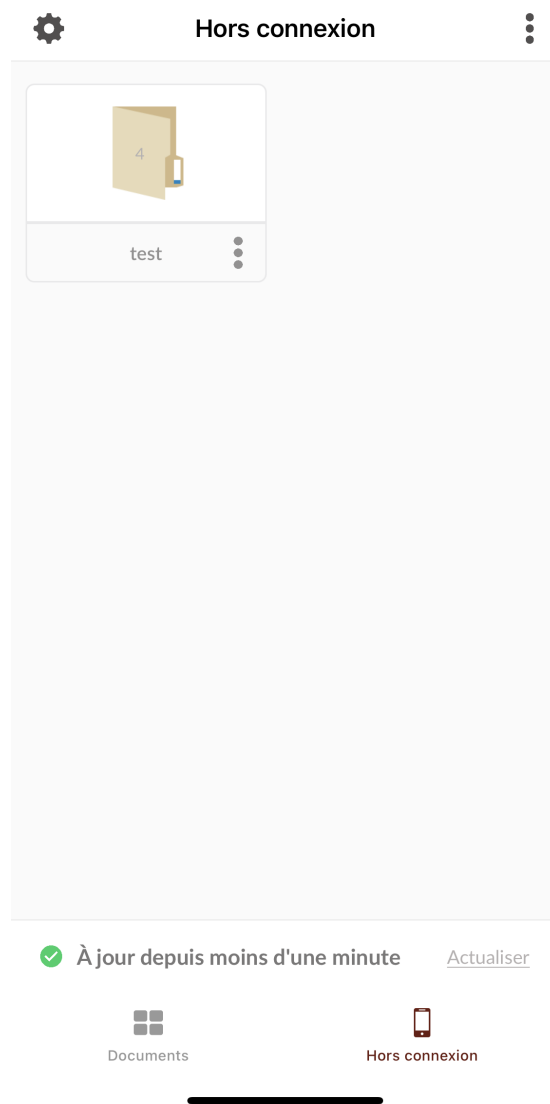 Hors connexion
4
test
À jour depuis moins d'une minute
Actualiser
Documents
Hors connexion